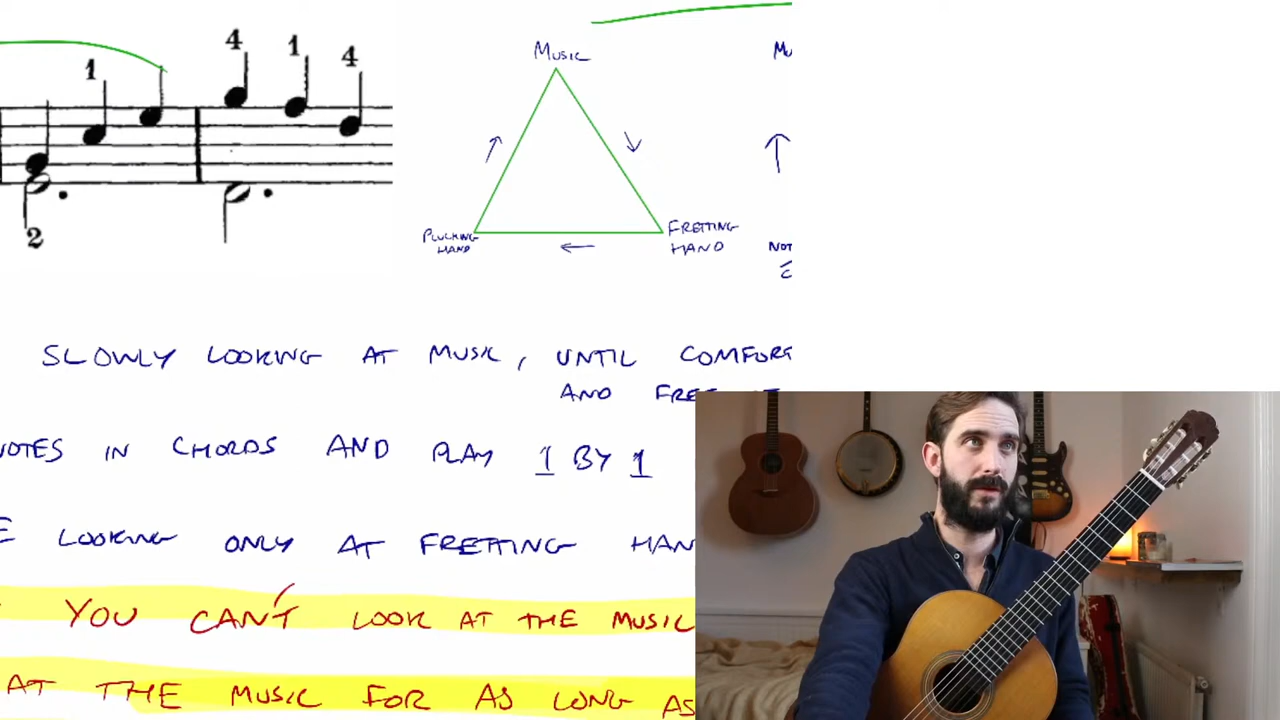 4 1 4
1
MUSIC
2
PLUCKING HAND
FRETTING HAND
SLOWLY LOOKING AT MUSIC, UNTIL
AND
NOTES IN CHORDS AND PLAY 1 BY 1
LOOKING ONLY AT FRETTING
YOU CAN'T LOOK AT THE MUSIC
AT THE MUSIC FOR AS LONG AS